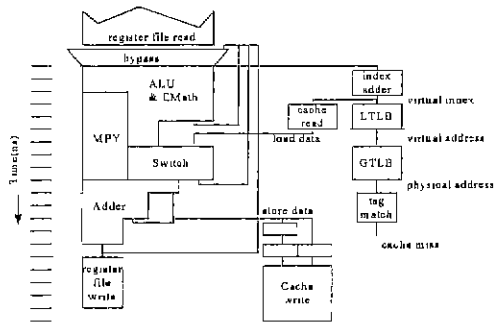 register file read
bypass
ALU
& EMath
index
adder
virtual index
cache
read
LTLB
MPY
load data
virtual address
Switch
GTLB
Time(ns)
physical address
Adder
tag
match
store data
cache miss
register
file
write
Cache
write